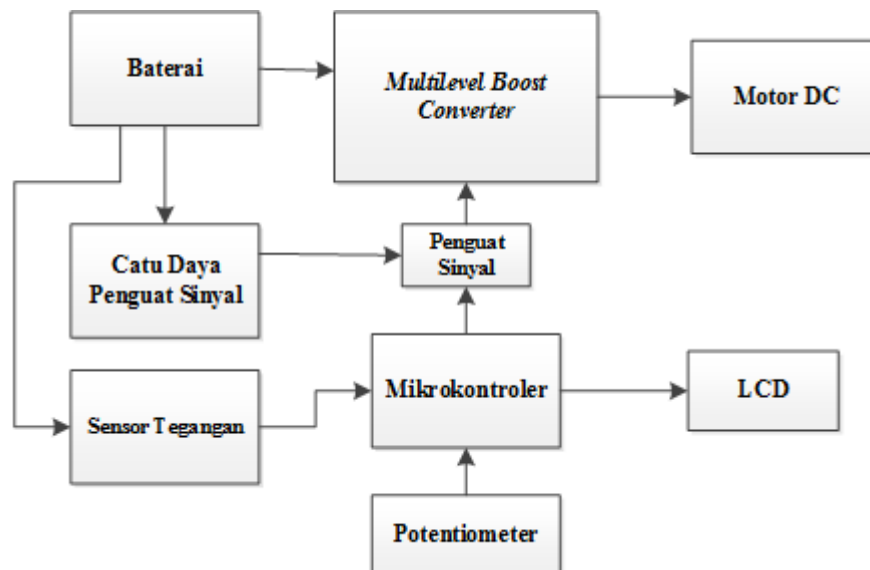 Baterai
Multilevel Boost
Converter
Motor DC
Catu Daya
Penguat Sinyal
Penguat
Sinyal
Sensor Tegangan
Mikrokontroler
LCD
Potentiometer